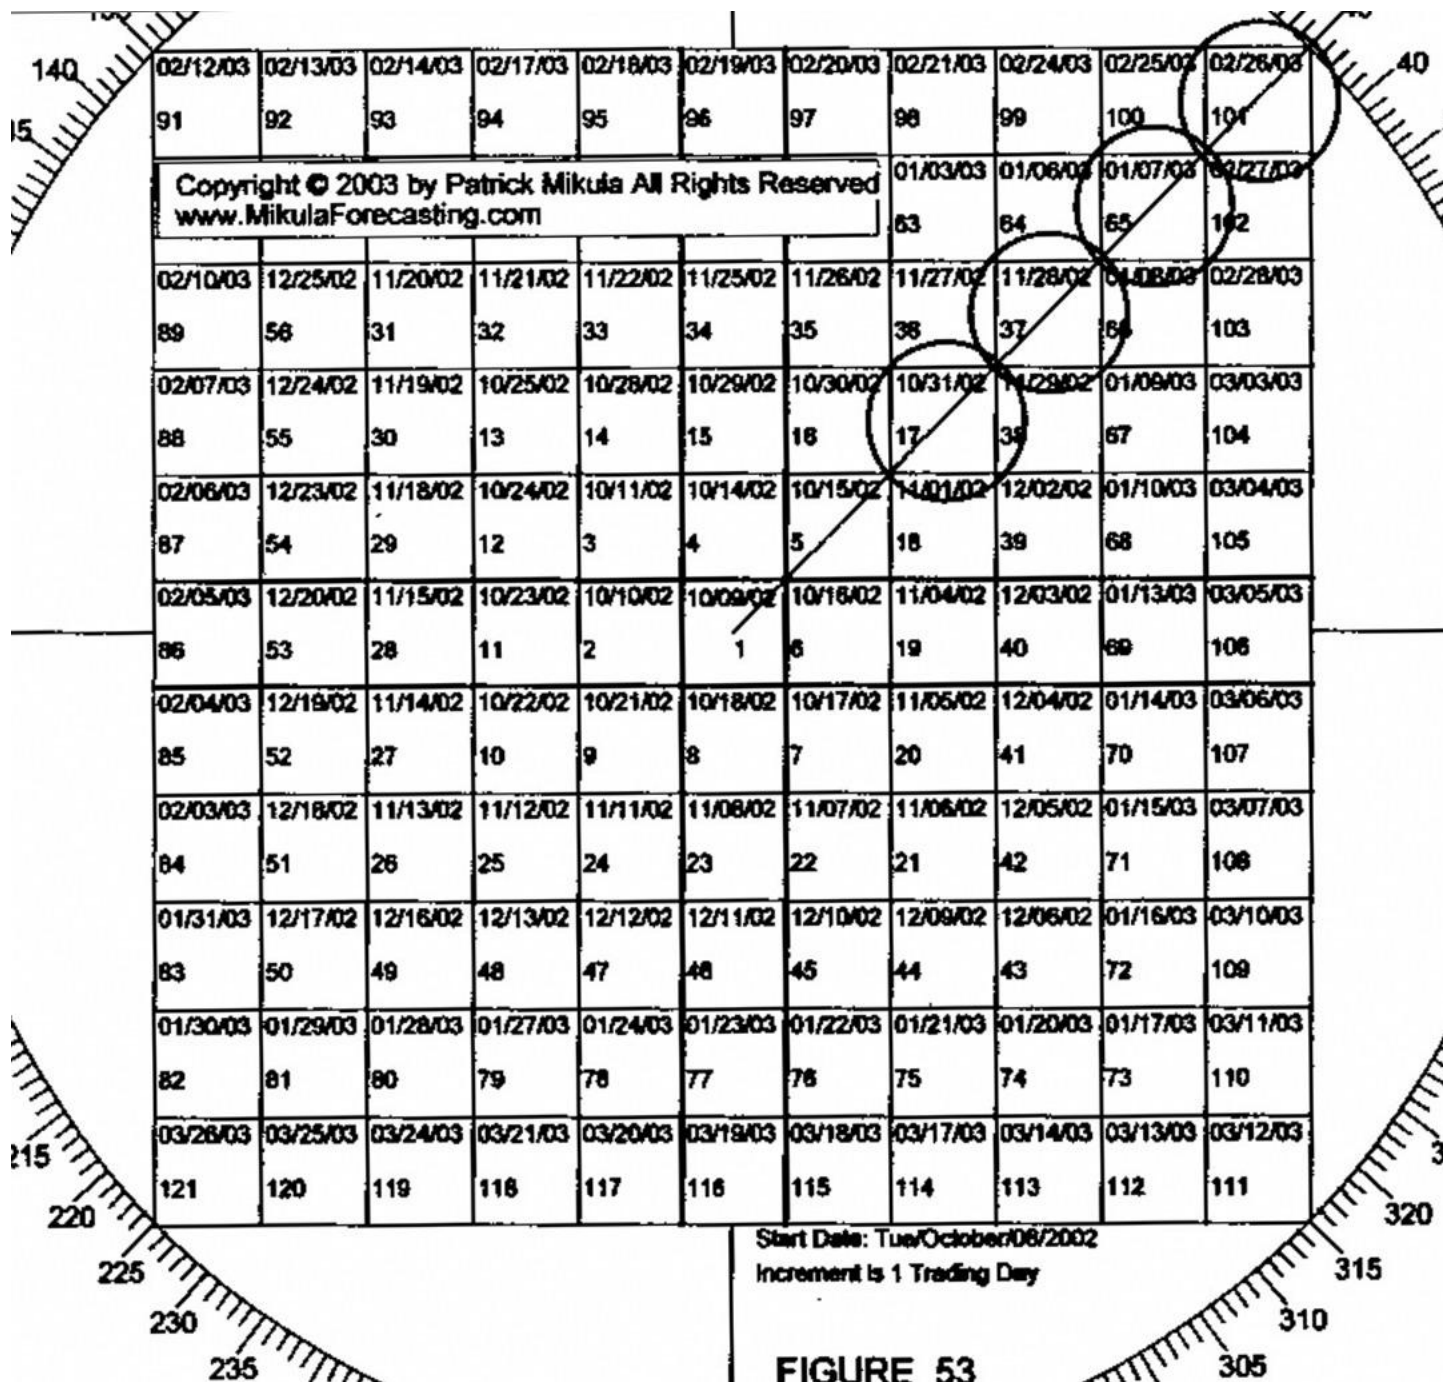 140
40
02/12/03 02/13/03 02/14/03 02/17/03 02/18/03 02/19/03 02/20/03 02/21/03 02/24/03 02/25/03 02/26/03
91 92 93 94 95 96 97 98 99 100 101
Copyright © 2003 by Patrick Mikula All Rights Reserved 01/03/03 01/06/03 01/07/03 02/27/03
www.MikulaForecasting.com 63 64 65 102
02/10/03 12/25/02 11/20/02 11/21/02 11/22/02 11/25/02 11/26/02 11/27/02 11/28/02 01/08/03 02/28/03
89 56 31 32 33 34 35 36 37 66 103
02/07/03 12/24/02 11/19/02 10/25/02 10/28/02 10/29/02 10/30/02 10/31/02 11/29/02 01/09/03 03/03/03
88 55 30 13 14 15 16 17 38 67 104
02/06/03 12/23/02 11/18/02 10/24/02 10/11/02 10/14/02 10/15/02 11/01/02 12/02/02 01/10/03 03/04/03
87 54 29 12 3 4 5 18 39 68 105
02/05/03 12/20/02 11/15/02 10/23/02 10/10/02 10/09/02 10/16/02 11/04/02 12/03/02 01/13/03 03/05/03
86 53 28 11 2 1 6 19 40 69 106
02/04/03 12/19/02 11/14/02 10/22/02 10/21/02 10/18/02 10/17/02 11/05/02 12/04/02 01/14/03 03/06/03
85 52 27 10 9 8 7 20 41 70 107
02/03/03 12/18/02 11/13/02 11/12/02 11/11/02 11/08/02 11/07/02 11/06/02 12/05/02 01/15/03 03/07/03
84 51 26 25 24 23 22 21 42 71 108
01/31/03 12/17/02 12/16/02 12/13/02 12/12/02 12/11/02 12/10/02 12/09/02 12/06/02 01/16/03 03/10/03
83 50 49 48 47 46 45 44 43 72 109
01/30/03 01/29/03 01/28/03 01/27/03 01/24/03 01/23/03 01/22/03 01/21/03 01/20/03 01/17/03 03/11/03
82 81 80 79 78 77 76 75 74 73 110
03/26/03 03/25/03 03/24/03 03/21/03 03/20/03 03/19/03 03/18/03 03/17/03 03/14/03 03/13/03 03/12/03
215
121 120 119 118 117 116 115 114 113 112 111
220
320
Start Date: Tue/October/08/2002
225
Increment is 1 Trading Day
315
230
310
235
FIGURE 53
305